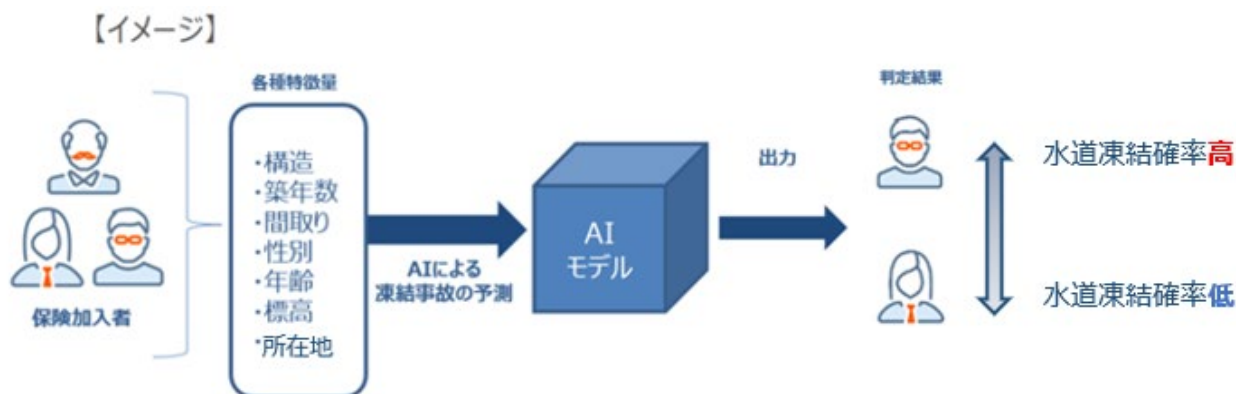 【イメージ】
各種特徴量
・構造
・築年数
・間取り
・性別
・年齢
・標高
・所在地
保険加入者
AIによる
凍結事故の予測
AI
モデル
出力
判定結果
水道凍結確率高
水道凍結確率低